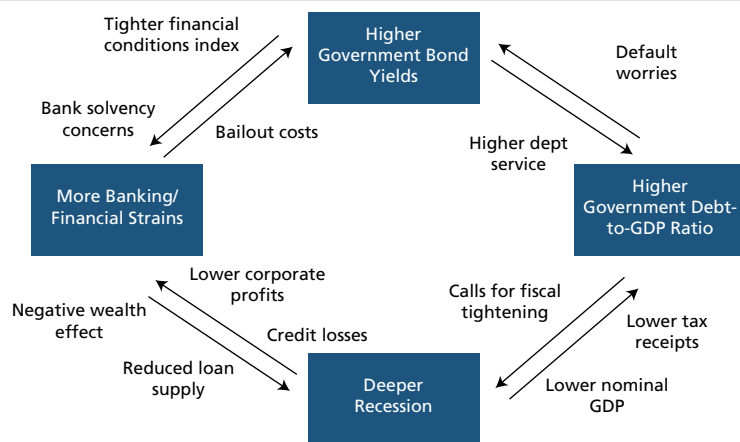 Tighter financial
conditions index
Higher
Government Bond
Yields
Default
worries
Bank solvency
concerns
Bailout costs
Higher dept
service
More Banking/
Financial Strains
Higher
Government Debt-
to-GDP Ratio
Lower corporate
profits
Calls for fiscal
tightening
Negative wealth
effect
Credit losses
Lower tax
receipts
Reduced loan
supply
Deeper
Recession
Lower nominal
GDP